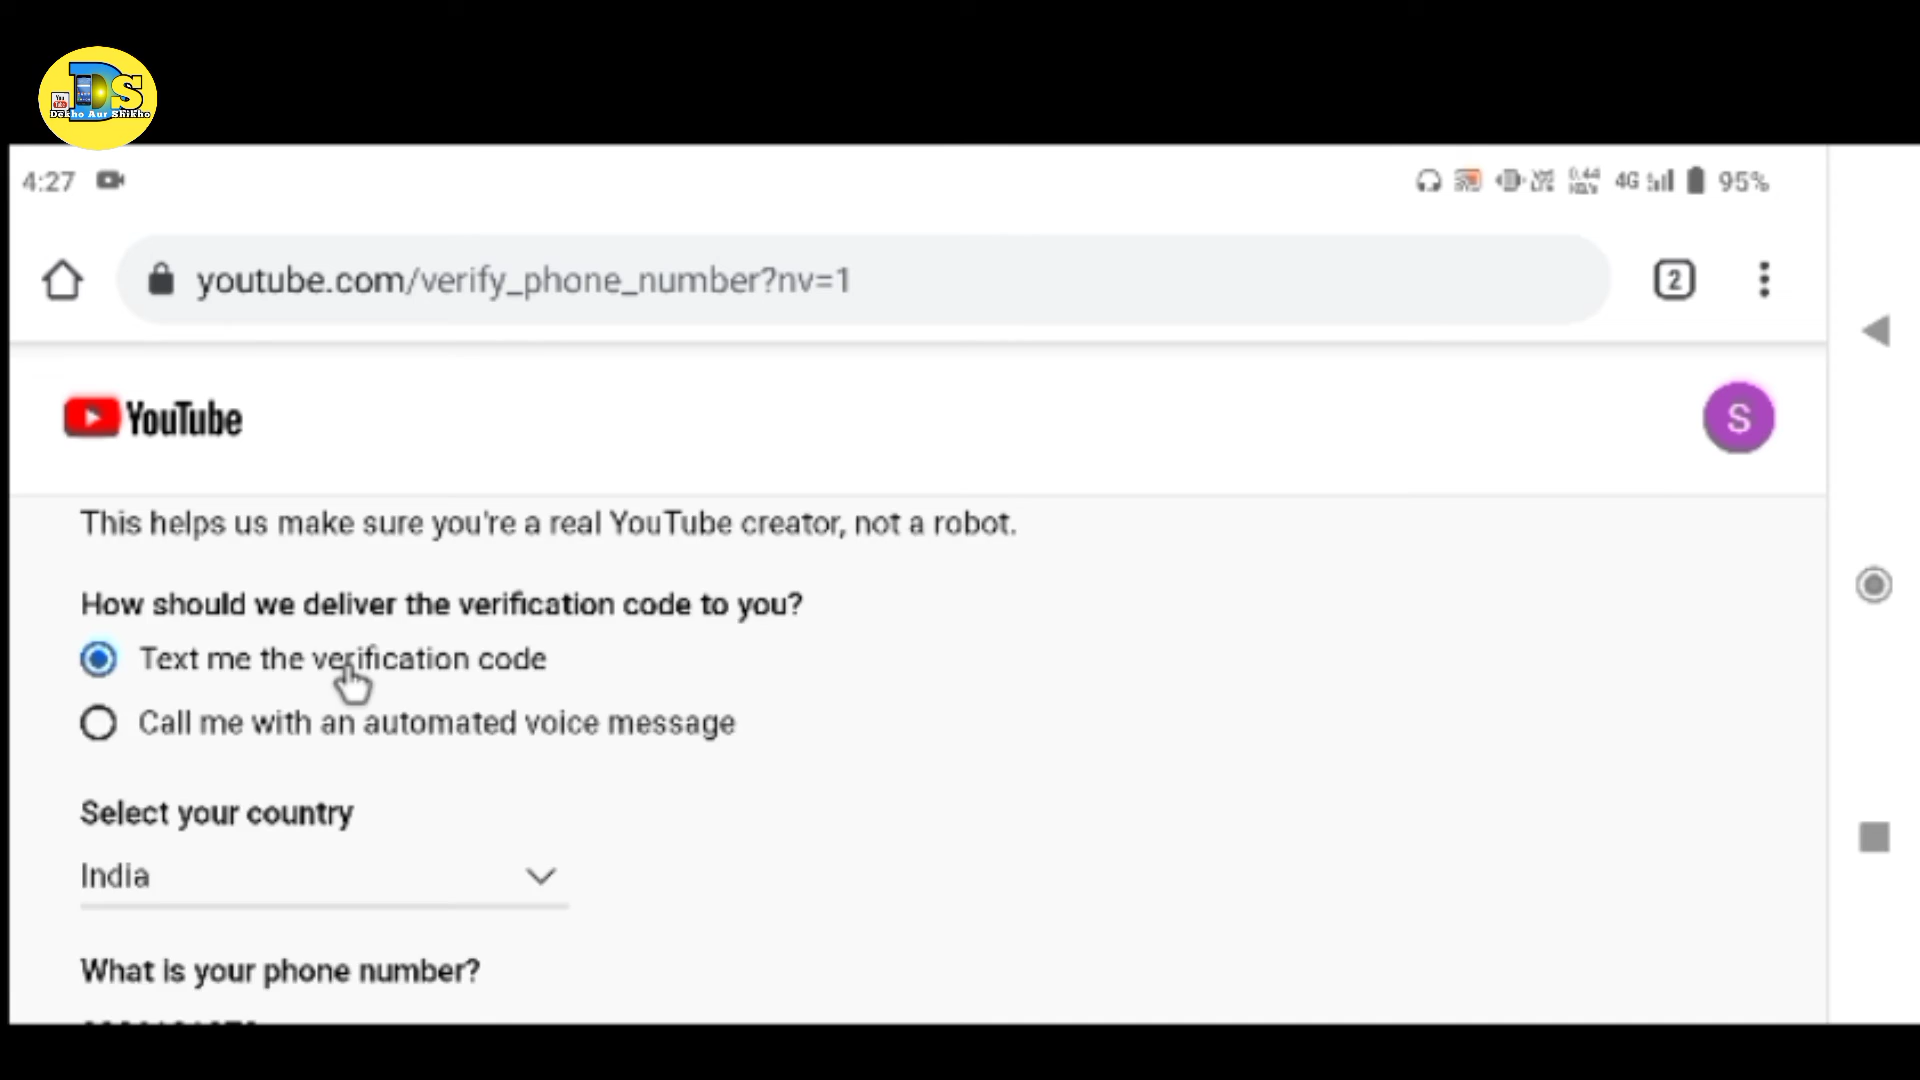 DS
You
Dekho Aur Shikho
4:27
4G
95%
youtube.com/verify_phone_number?nv=1
2
YouTube
S
This helps us make sure you're a real YouTube creator, not a robot.
How should we deliver the verification code to you?
Text me the verification code
Call me with an automated voice message
Select your country
India
What is your phone number?